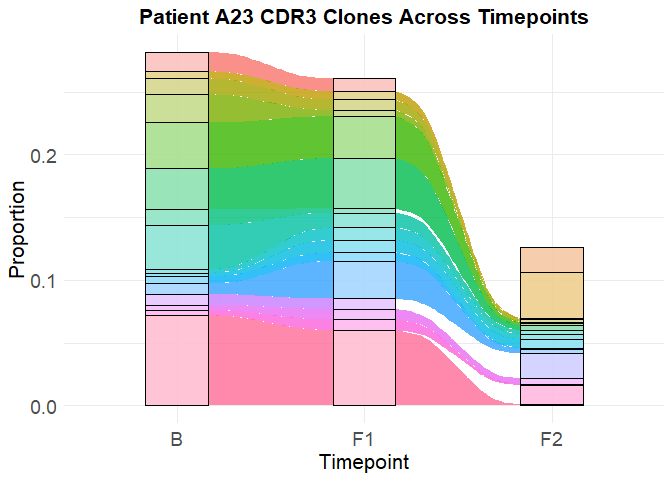 Patient A23 CDR3 Clones Across Timepoints
Proportion
0.2
0.1
0.0
B F1 F2
Timepoint